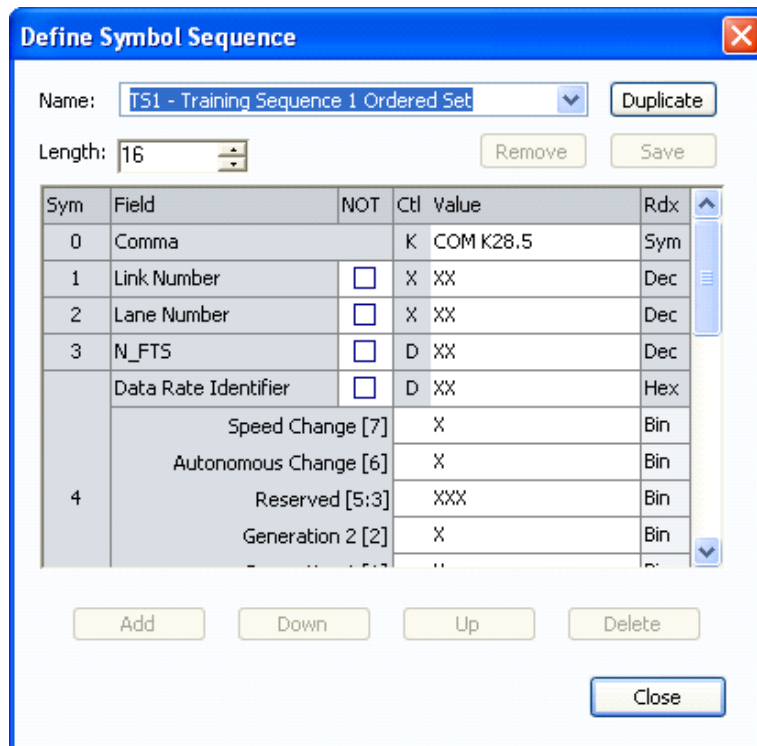 Define Symbol Sequence
Name: TS1 - Training Sequence 1 Ordered Set Duplicate
Length: 16 Remove Save
Sym Field NOT Ctl Value Rdx
0 Comma K COM K28.5 Sym
1 Link Number X XX Dec
2 Lane Number X XX Dec
3 N_FTS D XX Dec
Data Rate Identifier D XX Hex
Speed Change [7] X Bin
Autonomous Change [6] X Bin
4 Reserved [5:3] XXX Bin
Generation 2 [2] X Bin
Add Down Up Delete
Close